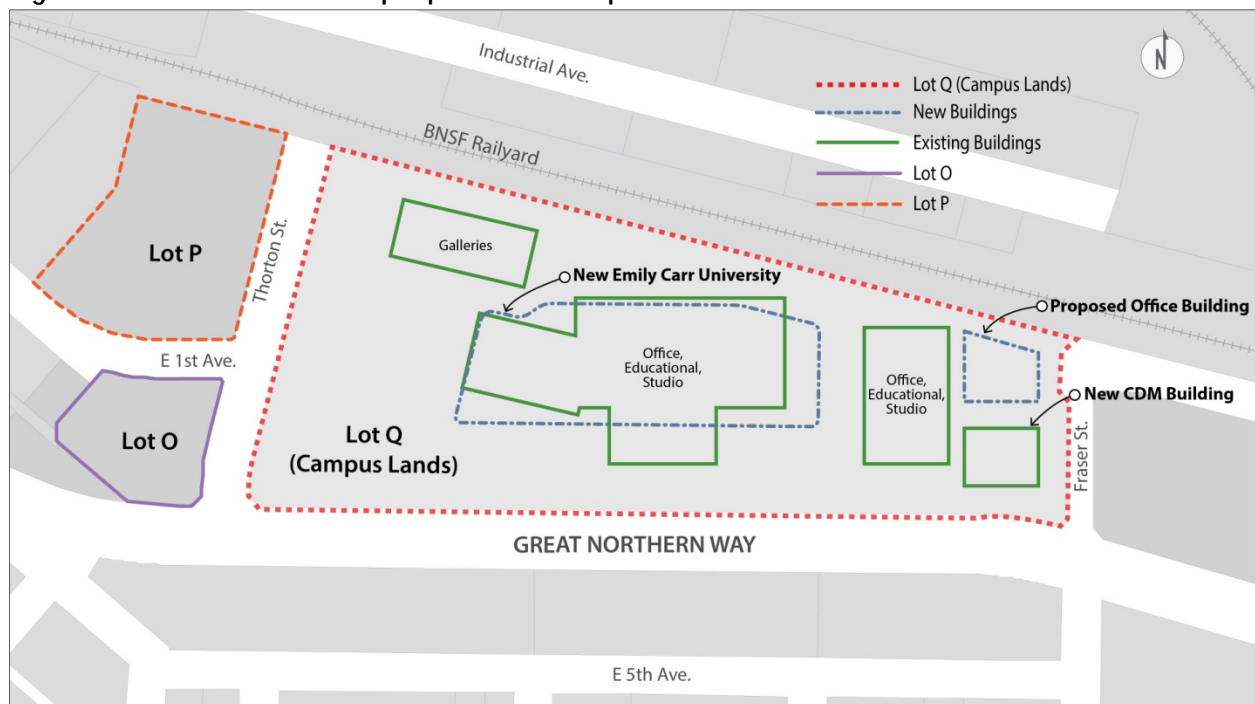 Industrial Ave.
N
Lot Q (Campus Lands)
New Buildings
Existing Buildings
Lot O
Lot P
BNSF Railyard
Lot P
Thorton St.
Galleries
New Emily Carr University
Proposed Office Building
E 1st Ave.
Office,
Educational,
Studio
Office,
Educational,
Studio
New CDM Building
Lot O
Lot Q
(Campus Lands)
Fraser St.
GREAT NORTHERN WAY
E 5th Ave.